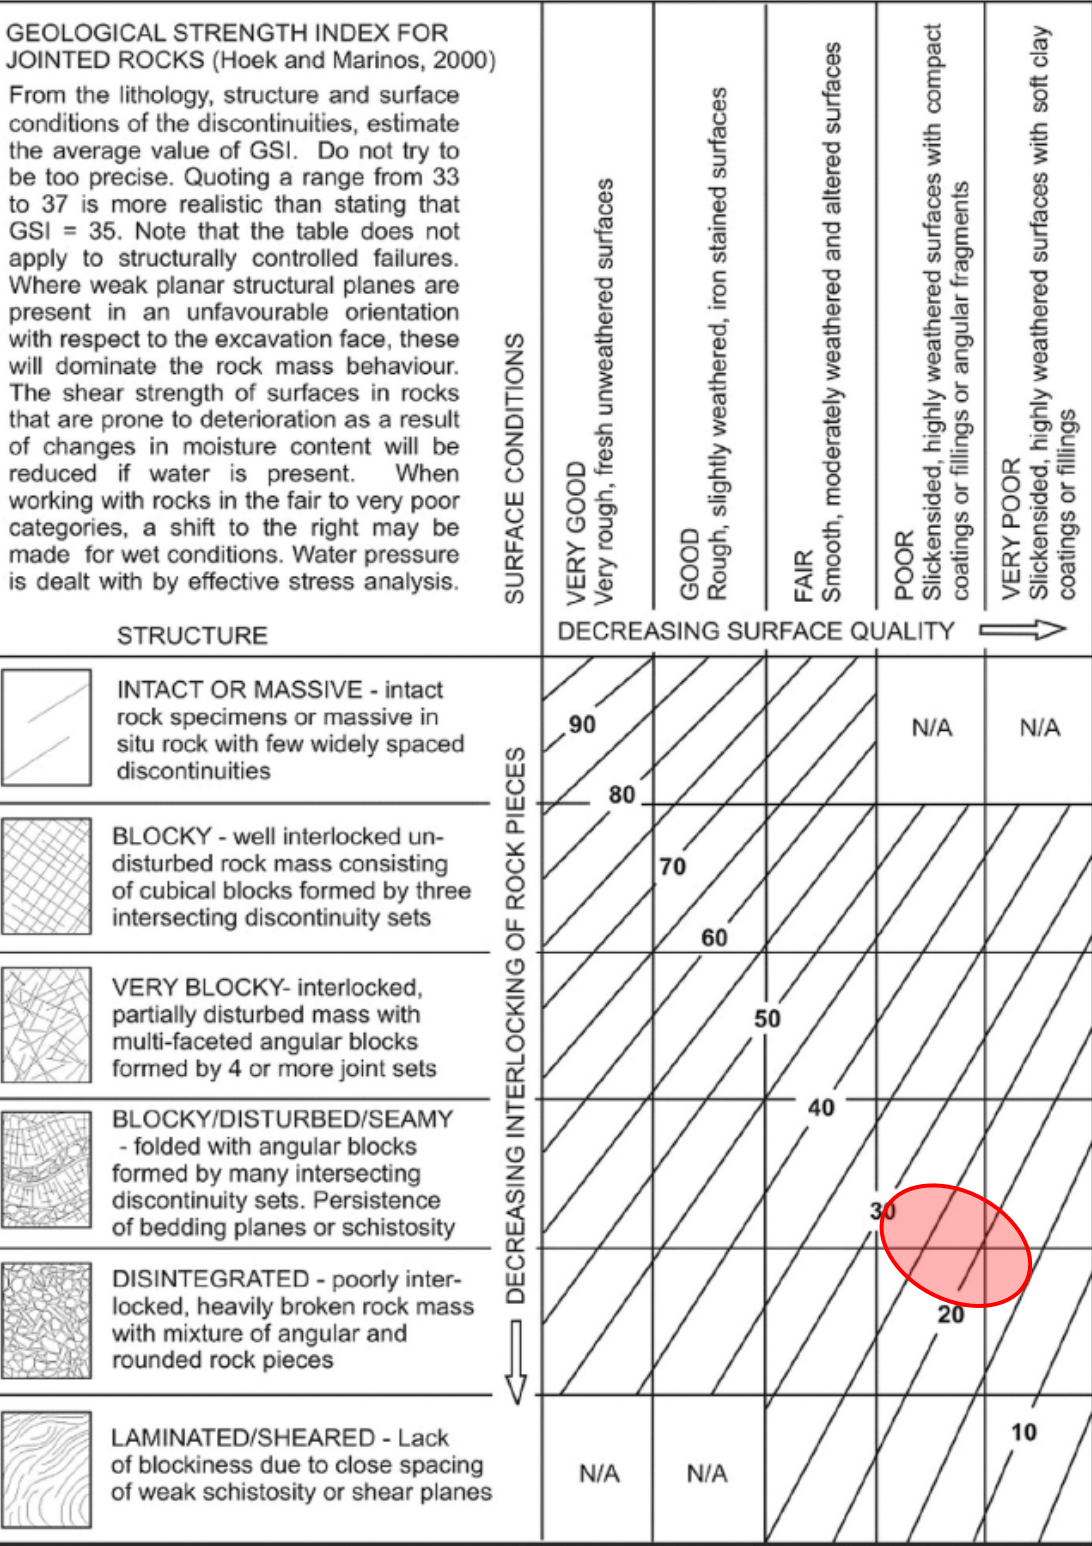 GEOLOGICAL STRENGTH INDEX FOR
JOINTED ROCKS (Hoek and Marinos, 2000)
From the lithology, structure and surface
conditions of the discontinuities, estimate
the average value of GSI. Do not try to
be too precise. Quoting a range from 33
to 37 is more realistic than stating that
GSI = 35. Note that the table does not
apply to structurally controlled failures.
Where weak planar structural planes are
present in an unfavourable orientation
with respect to the excavation face, these
will dominate the rock mass behaviour.
The shear strength of surfaces in rocks
that are prone to deterioration as a result
of changes in moisture content will be
reduced if water is present. When
working with rocks in the fair to very poor
categories, a shift to the right may be
made for wet conditions. Water pressure
is dealt with by effective stress analysis.
SURFACE CONDITIONS
VERY GOOD
Very rough, fresh unweathered surfaces
GOOD
Rough, slightly weathered, iron stained surfaces
FAIR
Smooth, moderately weathered and altered surfaces
POOR
Slickensided, highly weathered surfaces with compact
coatings or fillings or angular fragments
VERY POOR
Slickensided, highly weathered surfaces with soft clay
coatings or fillings
STRUCTURE
DECREASING SURFACE QUALITY
DECREASING INTERLOCKING OF ROCK PIECES
INTACT OR MASSIVE - intact
rock specimens or massive in
situ rock with few widely spaced
discontinuities
90
80
N/A
N/A
BLOCKY - well interlocked un-
disturbed rock mass consisting
of cubical blocks formed by three
intersecting discontinuity sets
70
60
VERY BLOCKY- interlocked,
partially disturbed mass with
multi-faceted angular blocks
formed by 4 or more joint sets
50
BLOCKY/DISTURBED/SEAMY
- folded with angular blocks
formed by many intersecting
discontinuity sets. Persistence
of bedding planes or schistosity
40
30
DISINTEGRATED - poorly inter-
locked, heavily broken rock mass
with mixture of angular and
rounded rock pieces
20
LAMINATED/SHEARED - Lack
of blockiness due to close spacing
of weak schistosity or shear planes
N/A
N/A
10